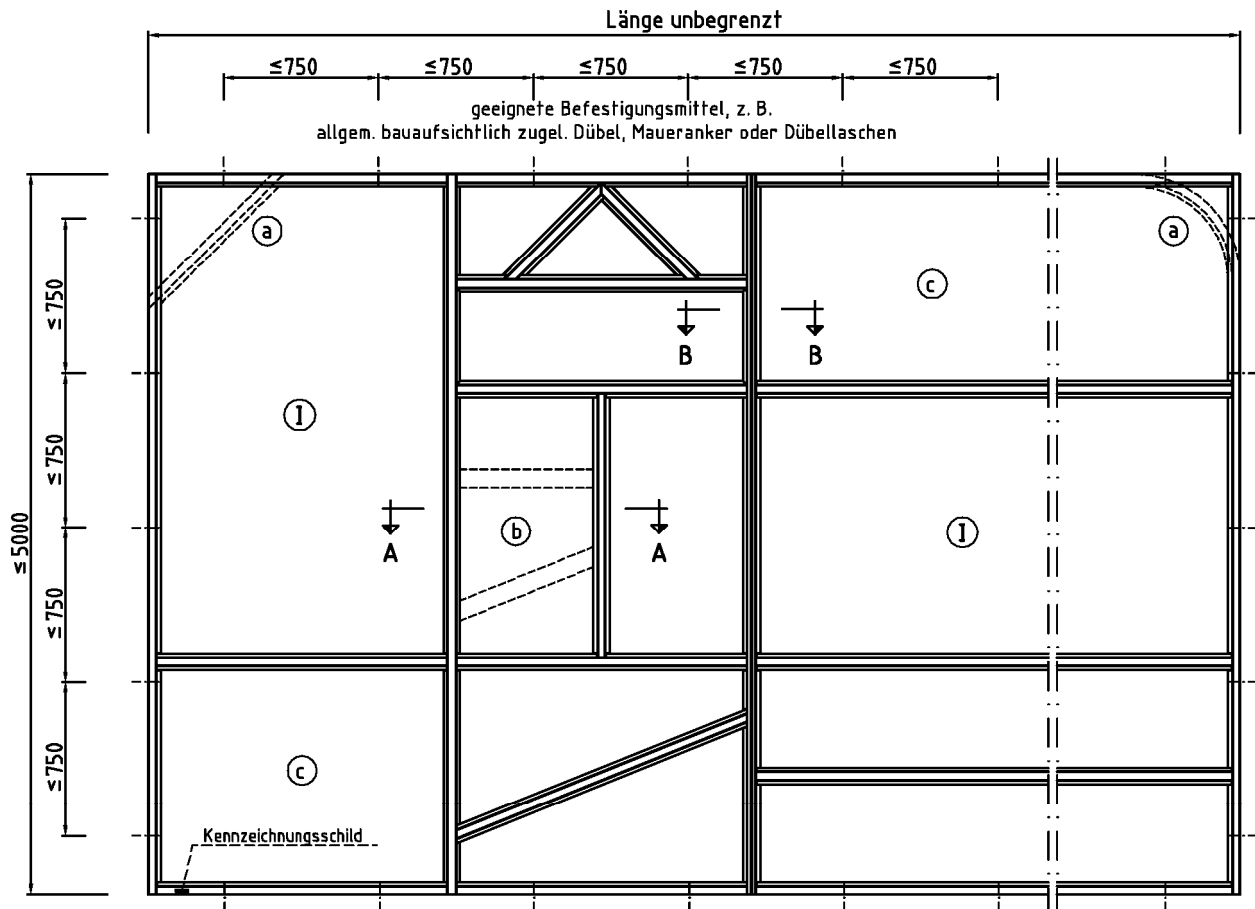 Länge unbegrenzt
≤750 ≤750 ≤750 ≤750 ≤750
geeignete Befestigungsmittel, z. B.
allgem. bauaufsichtlich zugel. Dübel, Maueranker oder Dübellaschen
a
a
c
≤750
B B
I
≤750
≤5000
b
I
A A
≤750
≤750
c
Kennzeichnungsschild